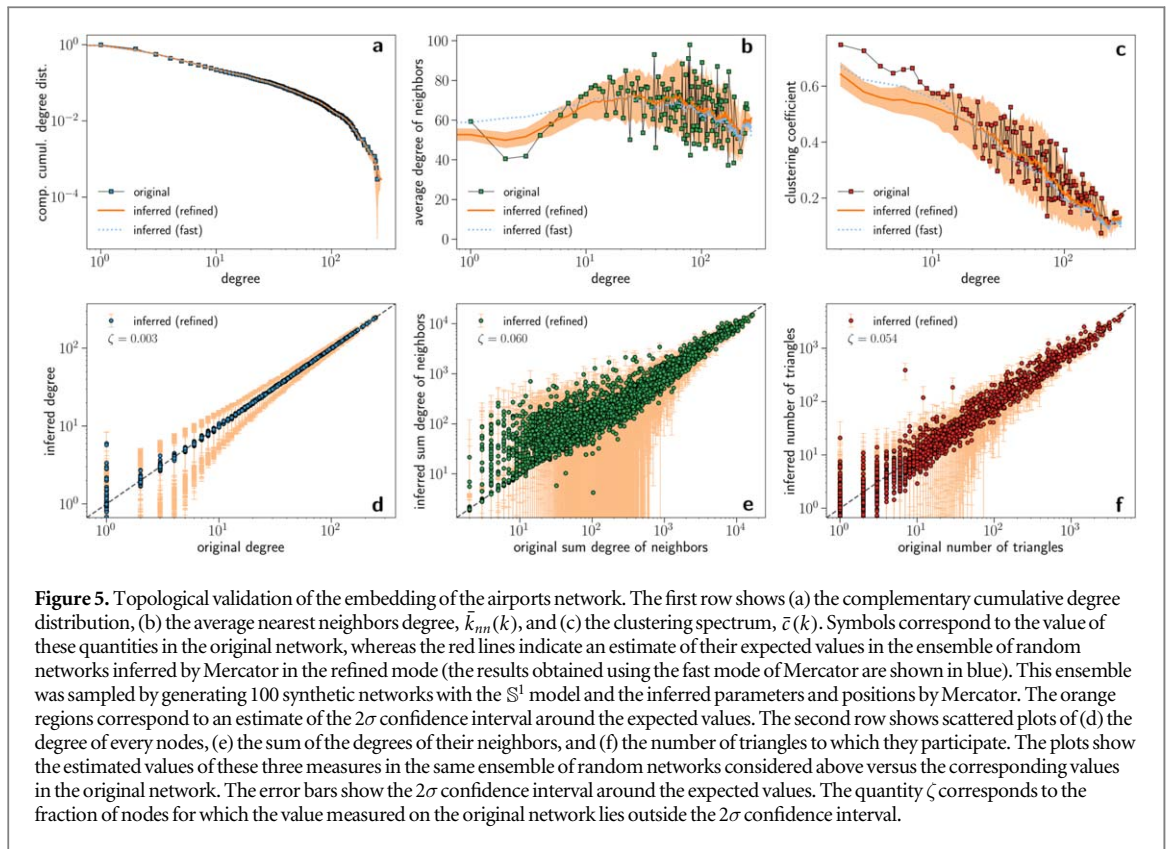 a
comp. cumul. degree dist.
10^0
10^−2
10^−4
original
inferred (refined)
inferred (fast)
10^0 10^1 10^2
degree
b
average degree of neighbors
100
80
60
40
20
0
original
inferred (refined)
inferred (fast)
10^0 10^1 10^2
degree
c
clustering coefficient
0.6
0.4
0.2
original
inferred (refined)
inferred (fast)
10^1 10^2
degree
inferred (refined)
ζ = 0.003
inferred degree
10^2
10^1
10^0
d
10^0 10^1 10^2
original degree
inferred (refined)
ζ = 0.060
inferred sum degree of neighbors
10^4
10^3
10^2
10^1
e
10^1 10^2 10^3 10^4
original sum degree of neighbors
inferred (refined)
ζ = 0.054
inferred number of triangles
10^3
10^2
10^1
10^0
f
10^0 10^1 10^2 10^3
original number of triangles
Figure 5. Topological validation of the embedding of the airports network. The first row shows (a) the complementary cumulative degree
distribution, (b) the average nearest neighbors degree, k̄_nn(k), and (c) the clustering spectrum, c̄(k). Symbols correspond to the value of
these quantities in the original network, whereas the red lines indicate an estimate of their expected values in the ensemble of random
networks inferred by Mercator in the refined mode (the results obtained using the fast mode of Mercator are shown in blue). This ensemble
was sampled by generating 100 synthetic networks with the 𝕊^1 model and the inferred parameters and positions by Mercator. The orange
regions correspond to an estimate of the 2σ confidence interval around the expected values. The second row shows scattered plots of (d) the
degree of every nodes, (e) the sum of the degrees of their neighbors, and (f) the number of triangles to which they participate. The plots show
the estimated values of these three measures in the same ensemble of random networks considered above versus the corresponding values
in the original network. The error bars show the 2σ confidence interval around the expected values. The quantity ζ corresponds to the
fraction of nodes for which the value measured on the original network lies outside the 2σ confidence interval.